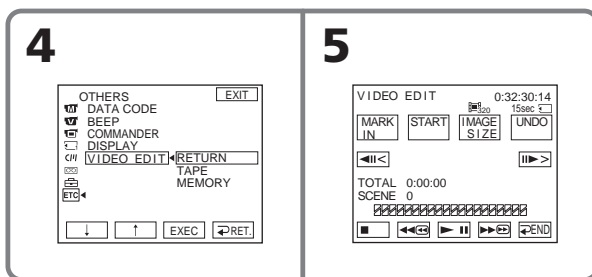 4
OTHERS EXIT
DATA CODE
BEEP
COMMANDER
DISPLAY
VIDEO EDIT RETURN
TAPE
MEMORY
ETC
↓ ↑ EXEC RET.
5
VIDEO EDIT 0:32:30:14
320 15sec
MARK IN START IMAGE SIZE UNDO
TOTAL 0:00:00
SCENE 0
END